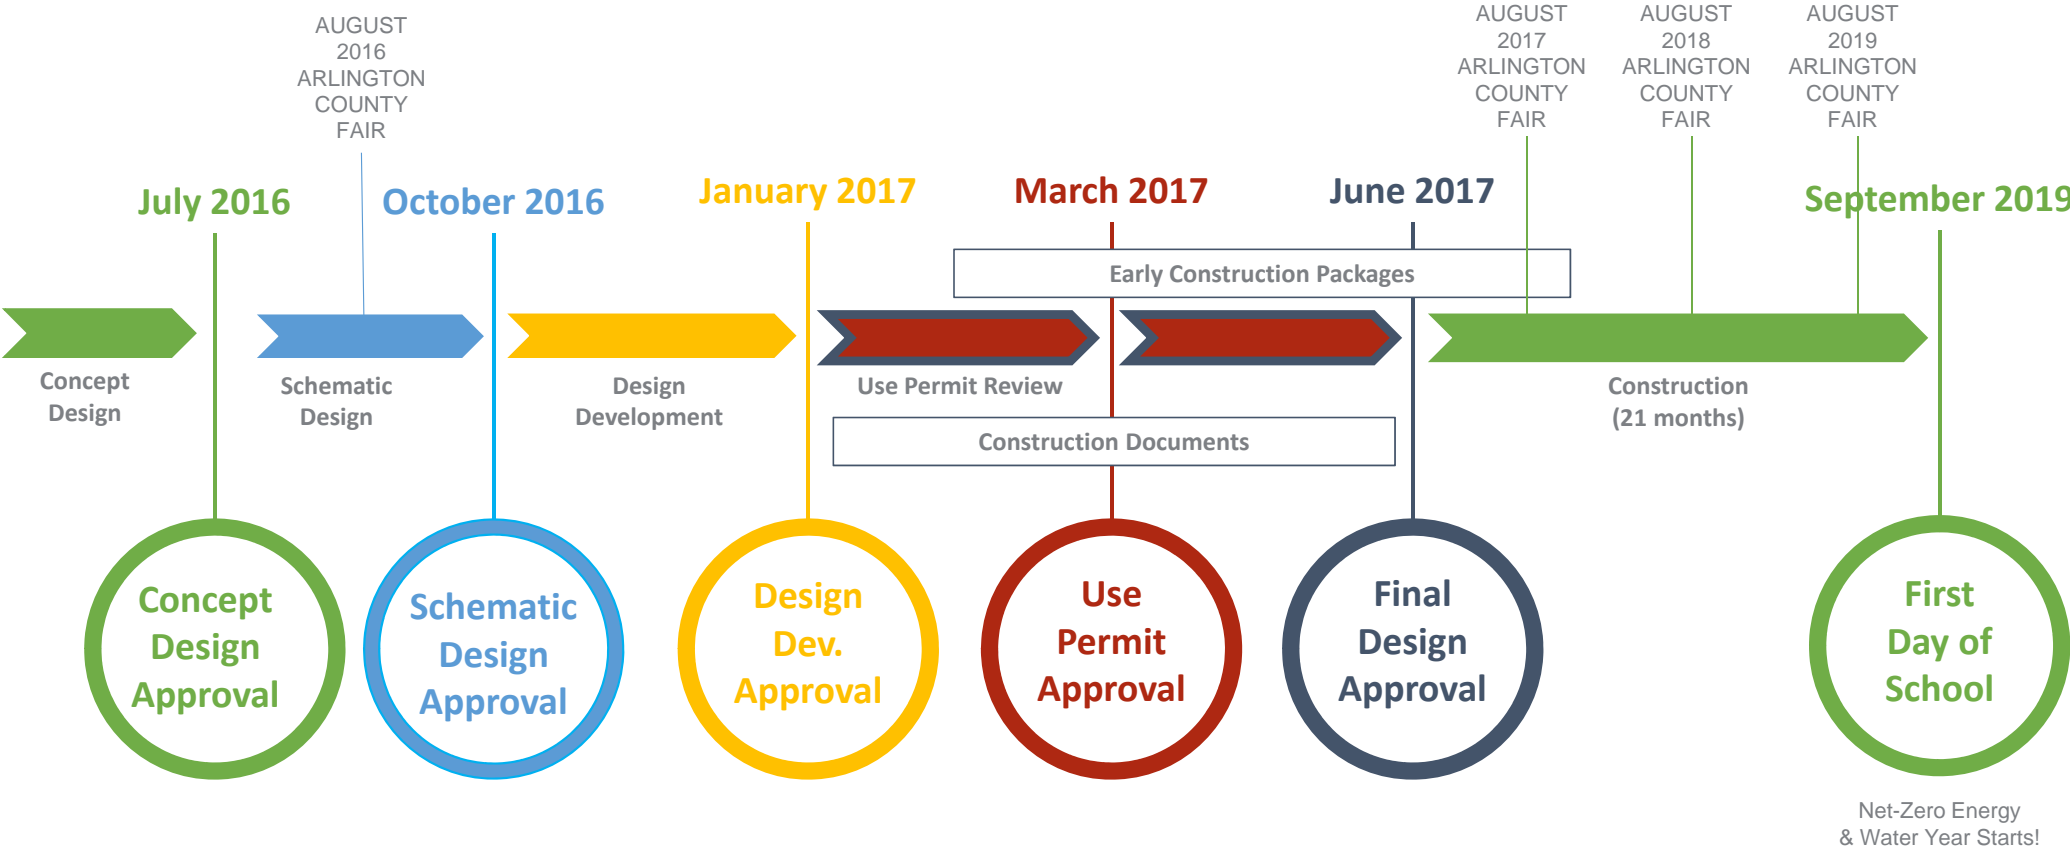 AUGUST
2016
ARLINGTON
COUNTY
FAIR
AUGUST
2017
ARLINGTON
COUNTY
FAIR
AUGUST
2018
ARLINGTON
COUNTY
FAIR
AUGUST
2019
ARLINGTON
COUNTY
FAIR
July 2016
October 2016
January 2017
March 2017
June 2017
September 2019
Early Construction Packages
Concept
Design
Schematic
Design
Design
Development
Use Permit Review
Construction
(21 months)
Construction Documents
Concept
Design
Approval
Schematic
Design
Approval
Design
Dev.
Approval
Use
Permit
Approval
Final
Design
Approval
First
Day of
School
Net-Zero Energy
& Water Year Starts!